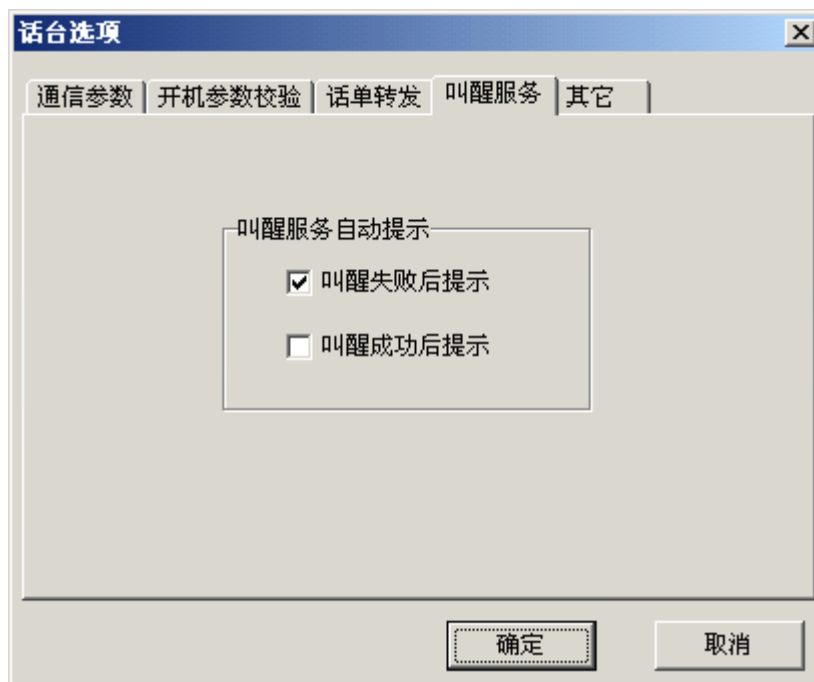 话台选项
通信参数 开机参数校验 话单转发 叫醒服务 其它
叫醒服务自动提示
叫醒失败后提示
叫醒成功后提示
确定 取消